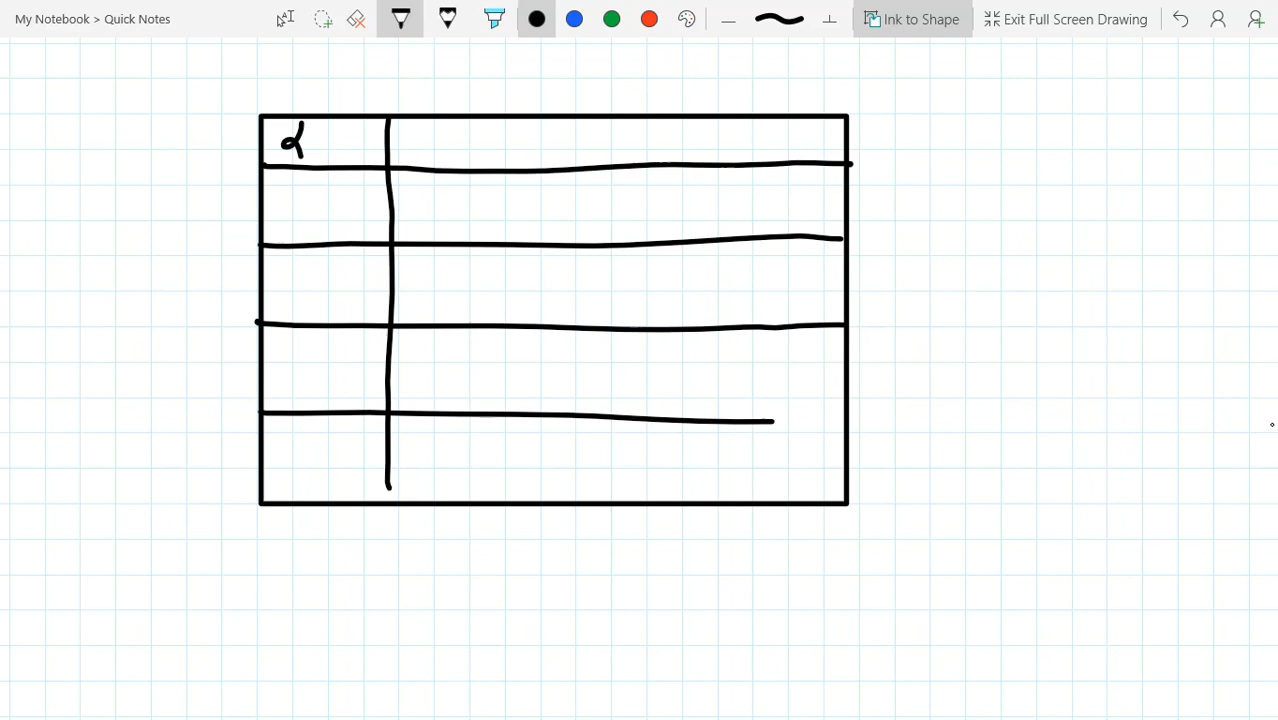 My Notebook > Quick Notes
Ink to Shape
Exit Full Screen Drawing
α